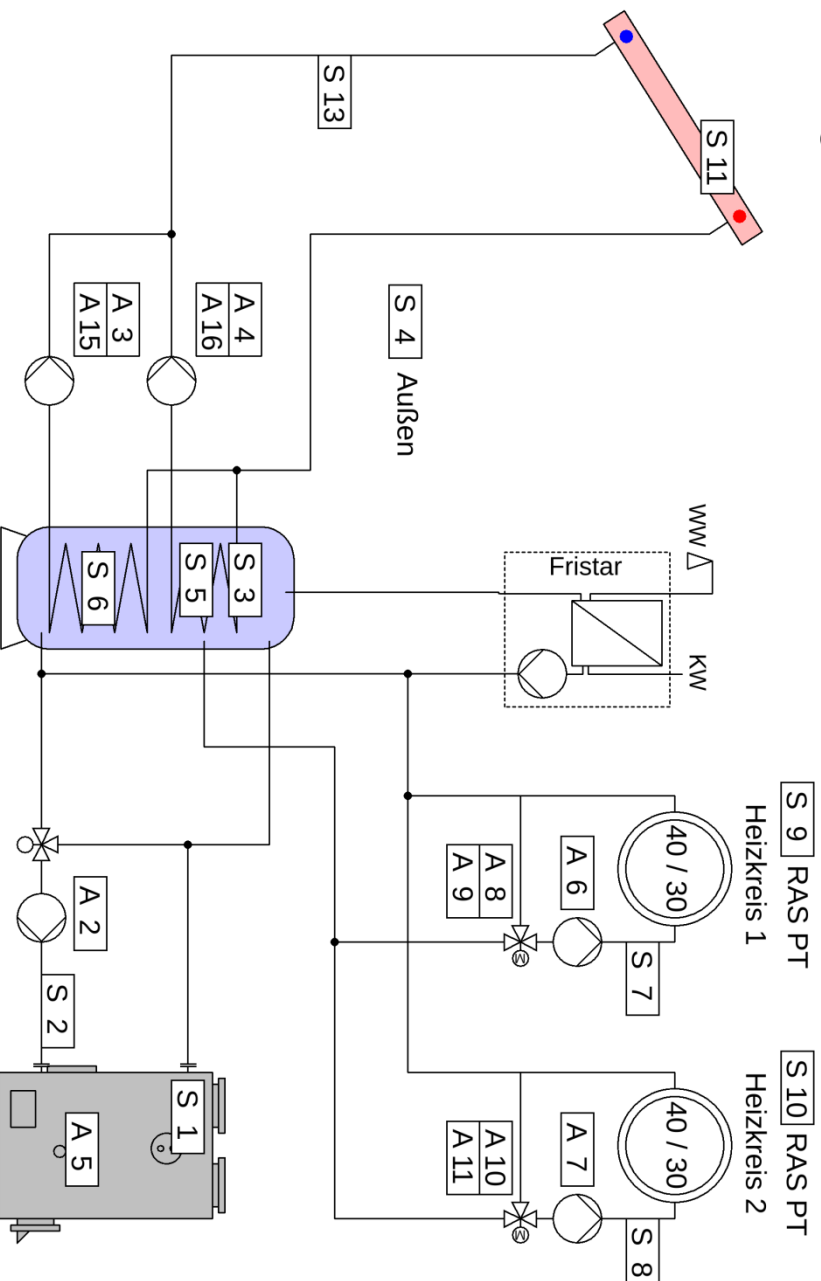 S 9 RAS PT
Heizkreis 1
S 10 RAS PT
Heizkreis 2
S 11
WW
KW
Fristar
40 / 30
40 / 30
S 7
S 8
A 6
A 7
A 8
A 9
A10
A 11
S 4 Außen
S 13
A 4
A 16
S 3
S 5
A 3
A 15
S 6
S 1
A 2
A 5
S 2